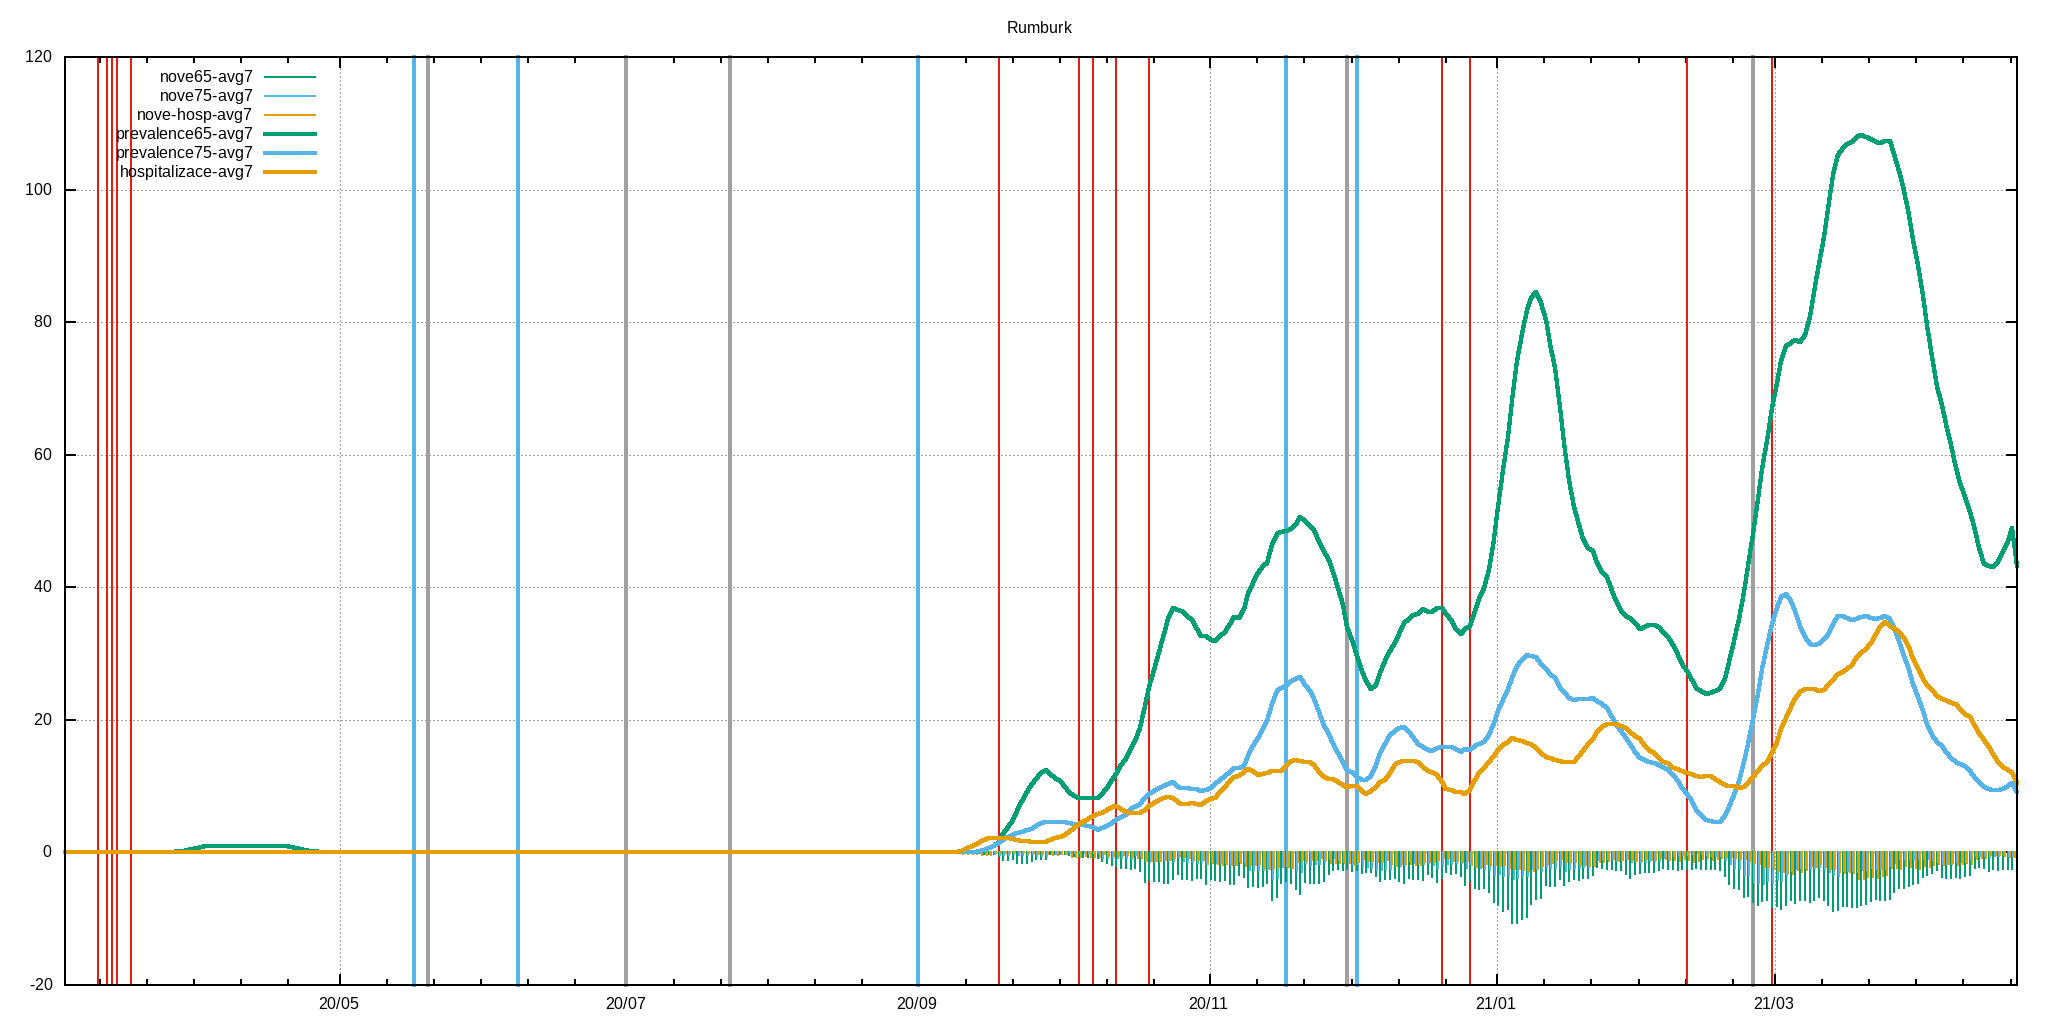 Rumburk
120
100
80
60
40
20
0
-20
nove65-avg7
nove75-avg7
nove-hosp-avg7
prevalence65-avg7
prevalence75-avg7
hospitalizace-avg7
20/05 20/07 20/09 20/11 21/01 21/03